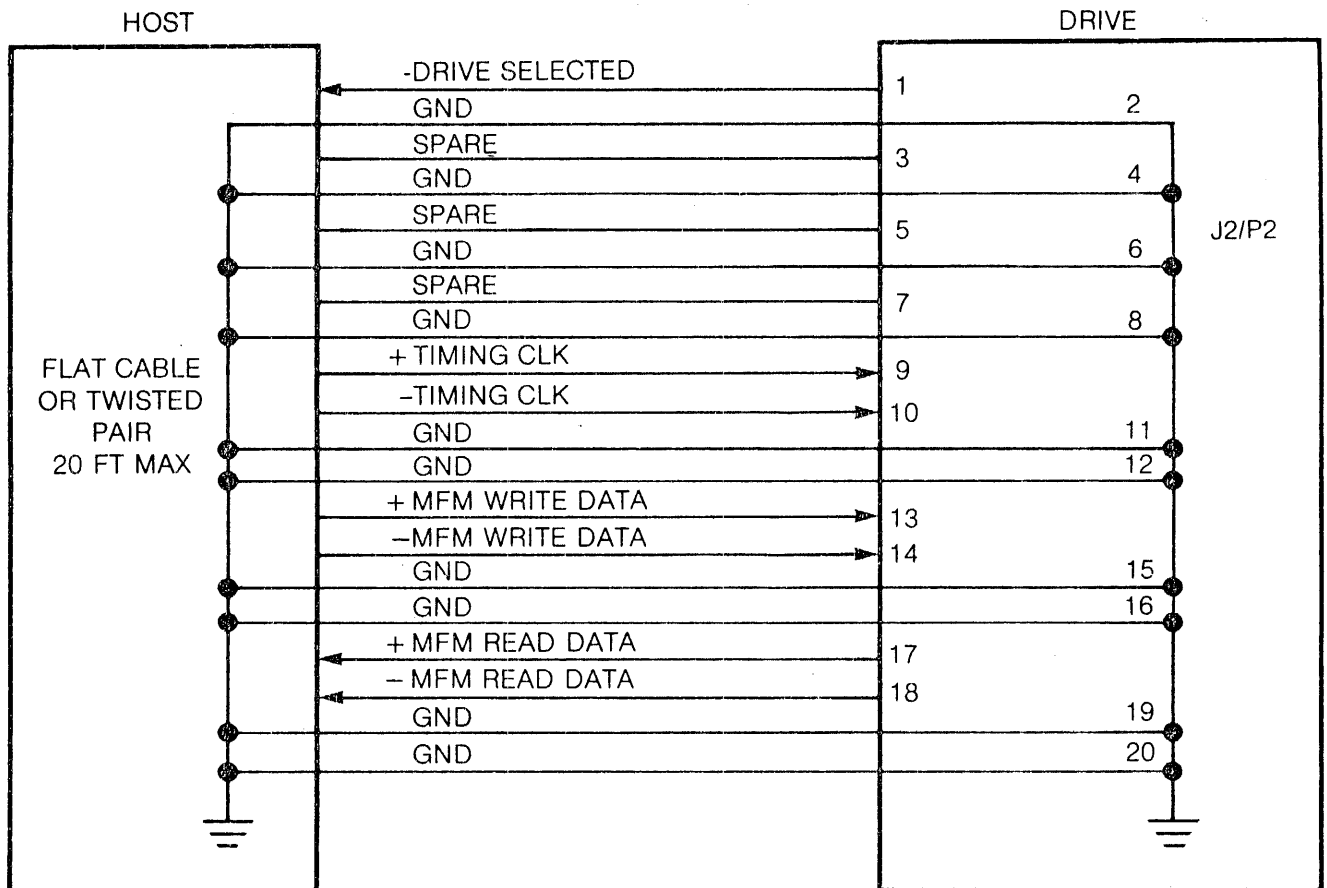 HOST
DRIVE
-DRIVE SELECTED
1
GND
2
SPARE
3
GND
4
SPARE
5
J2/P2
GND
6
SPARE
7
GND
8
+TIMING CLK
9
-TIMING CLK
10
FLAT CABLE
OR TWISTED
PAIR
20 FT MAX
GND
11
GND
12
+MFM WRITE DATA
13
-MFM WRITE DATA
14
GND
15
GND
16
+MFM READ DATA
17
-MFM READ DATA
18
GND
19
GND
20